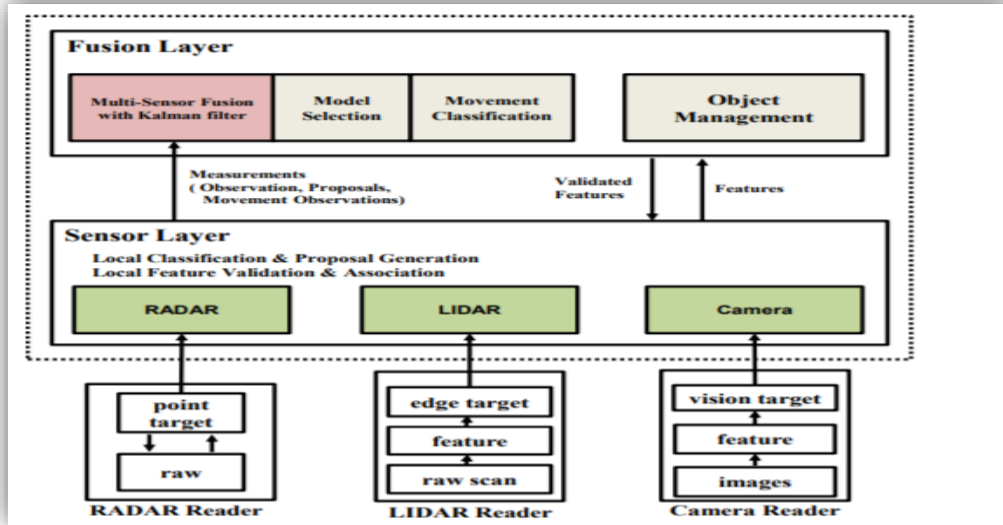 Fusion Layer
Multi-Sensor Fusion
with Kalman filter
Model
Selection
Movement
Classification
Object
Management
Measurements
( Observation, Proposals,
Movement Observations)
Validated
Features
Features
Sensor Layer
Local Classification & Proposal Generation
Local Feature Validation & Association
RADAR
LIDAR
Camera
point
target
raw
RADAR Reader
edge target
feature
raw scan
LIDAR Reader
vision target
feature
images
Camera Reader